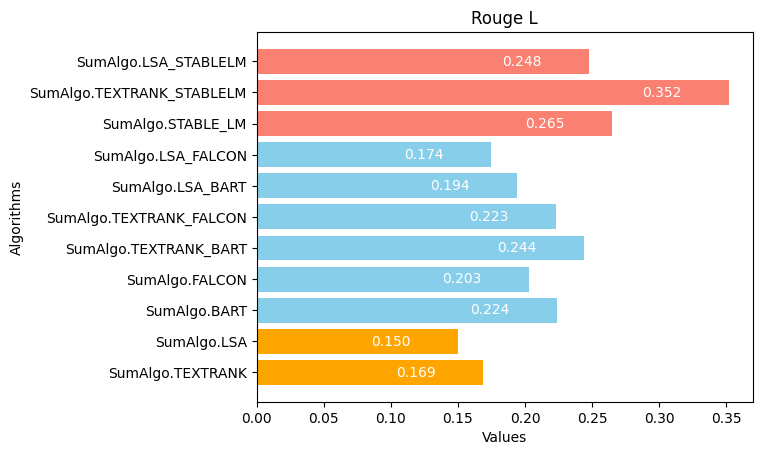 Rouge L
Algorithms
SumAlgo.LSA_STABLELM 0.248
SumAlgo.TEXTRANK_STABLELM 0.352
SumAlgo.STABLE_LM 0.265
SumAlgo.LSA_FALCON 0.174
SumAlgo.LSA_BART 0.194
SumAlgo.TEXTRANK_FALCON 0.223
SumAlgo.TEXTRANK_BART 0.244
SumAlgo.FALCON 0.203
SumAlgo.BART 0.224
SumAlgo.LSA 0.150
SumAlgo.TEXTRANK 0.169
0.00 0.05 0.10 0.15 0.20 0.25 0.30 0.35
Values